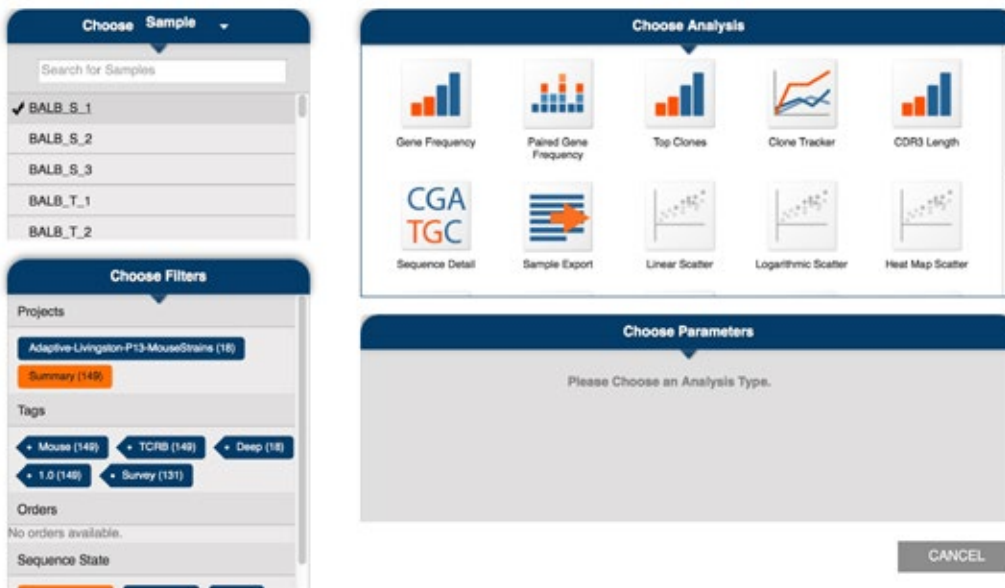 Choose Sample
Search for Samples
BALB_S_1
BALB_S_2
BALB_S_3
BALB_T_1
BALB_T_2
Choose Filters
Projects
Adaptive-Livingston-P13-MouseStrains (18)
Summary (149)
Tags
+ Mouse (149) + TCRB (149) + Deep (18)
+ 1.0 (149) • Survey (131)
Orders
No orders available.
Sequence State
Choose Analysis
Gene Frequency
Paired Gene
Frequency
Top Clones
Clone Tracker
CDR3 Length
CGA
TGC
Sequence Detail
Sample Export
Linear Scatter
Logarithmic Scatter
Heat Map Scatter
Choose Parameters
Please Choose an Analysis Type.
CANCEL